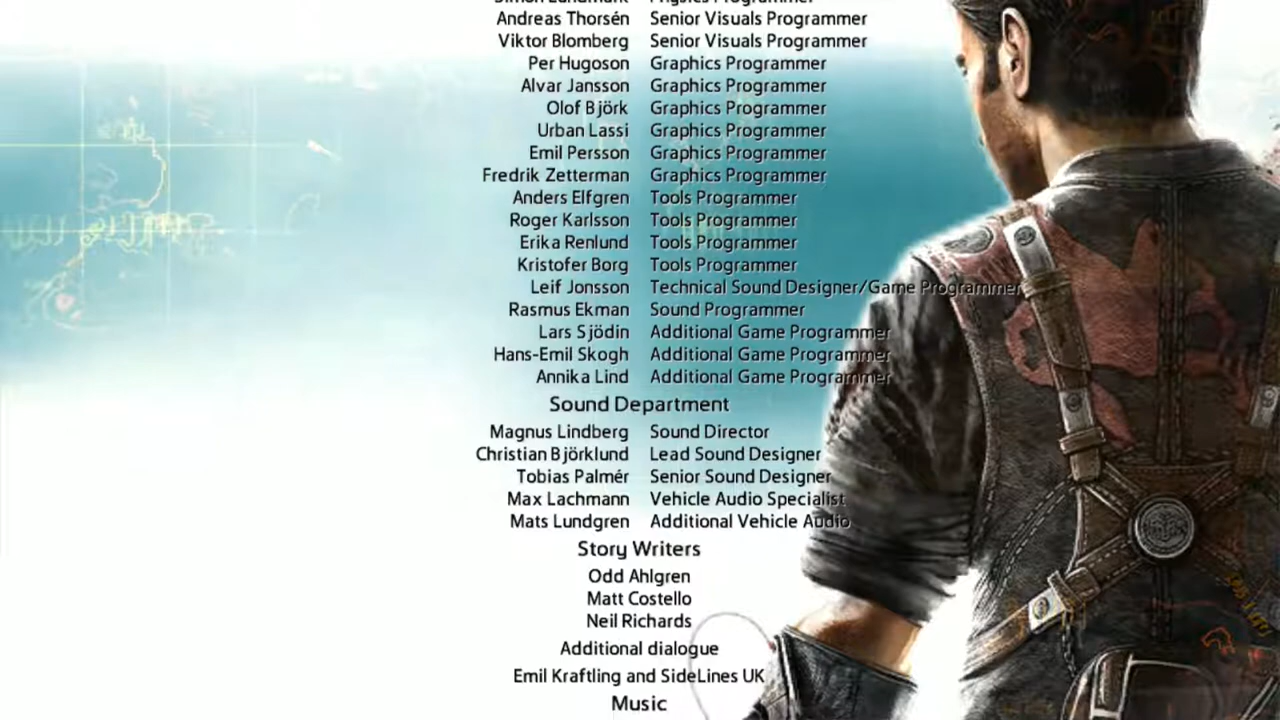 Andreas Thorsén Senior Visuals Programmer
Viktor Blomberg Senior Visuals Programmer
Per Hugoson Graphics Programmer
Alvar Jansson Graphics Programmer
Olof Björk Graphics Programmer
Urban Lassi Graphics Programmer
Emil Persson Graphics Programmer
Fredrik Zetterman Graphics Programmer
Anders Elfgren Tools Programmer
Roger Karlsson Tools Programmer
Erika Renlund Tools Programmer
Kristofer Borg Tools Programmer
Leif Jonsson Technical Sound Designer/Game Programmer
Rasmus Ekman Sound Programmer
Lars Sjödin Additional Game Programmer
Hans-Emil Skogh Additional Game Programmer
Annika Lind Additional Game Programmer
Sound Department
Magnus Lindberg Sound Director
Christian Björklund Lead Sound Designer
Tobias Palmér Senior Sound Designer
Max Lachmann Vehicle Audio Specialist
Mats Lundgren Additional Vehicle Audio
Story Writers
Odd Ahlgren
Matt Costello
Neil Richards
Additional dialogue
Emil Kraftling and SideLines UK
Music